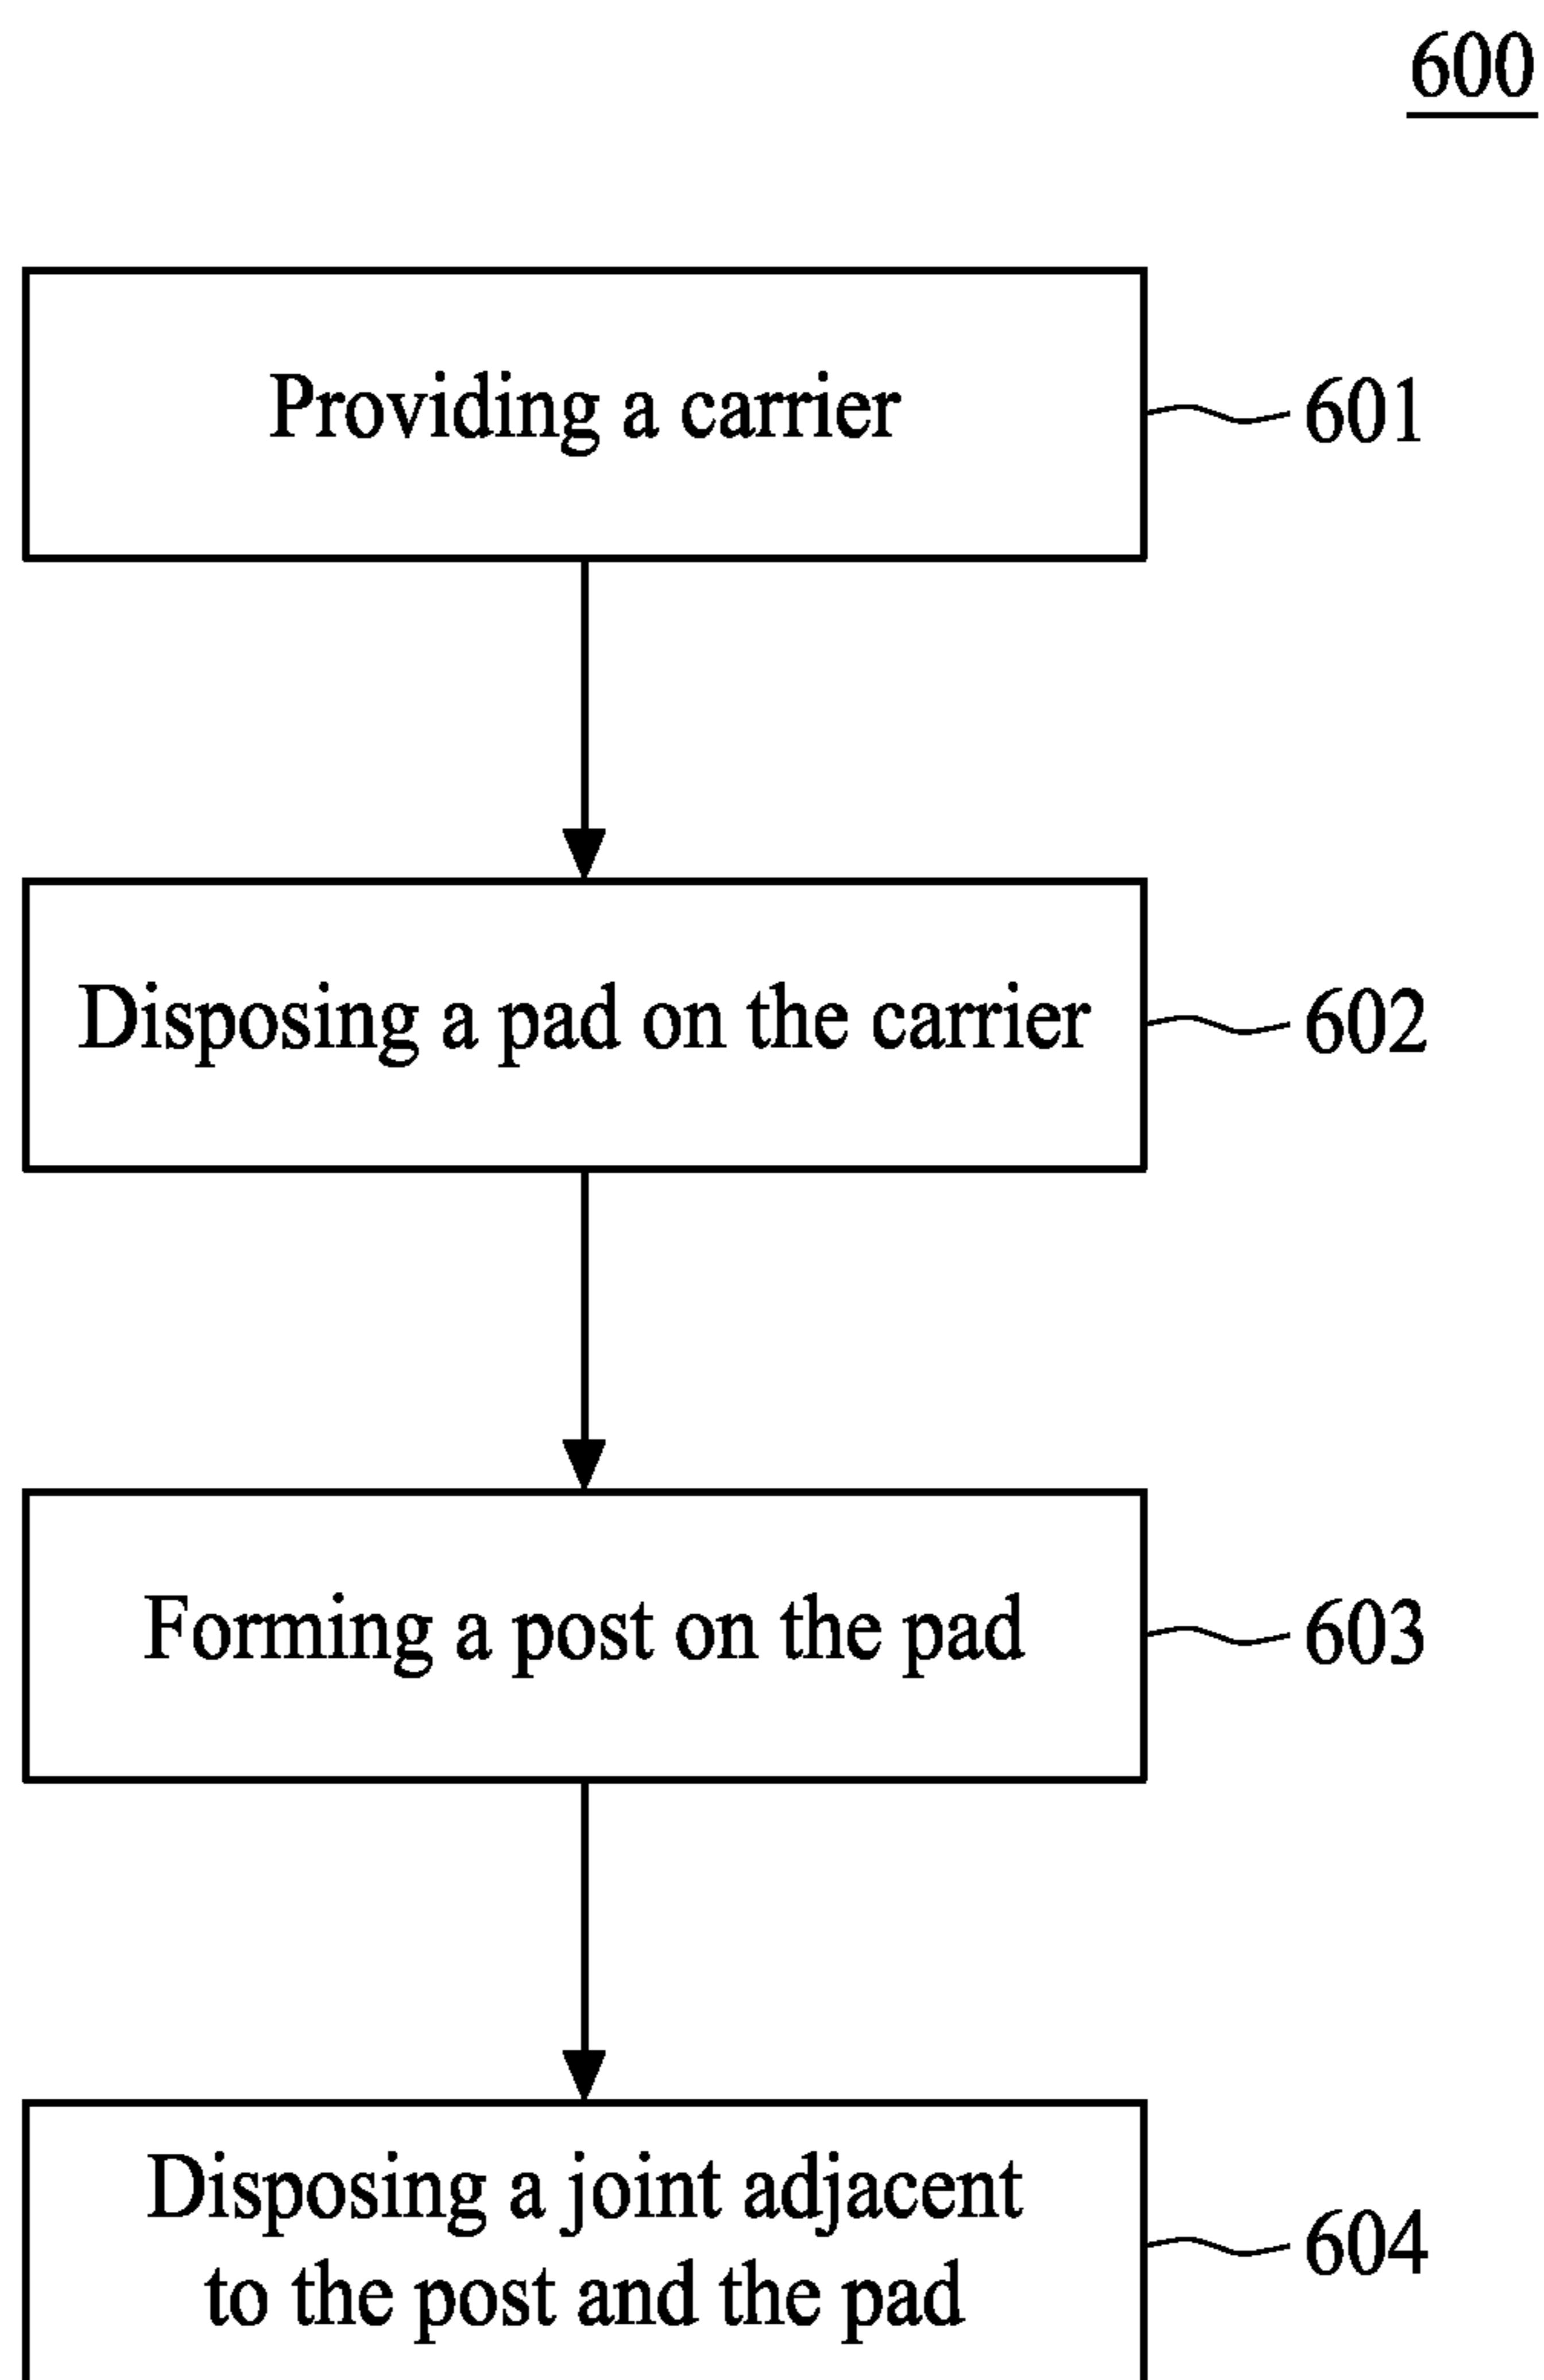 600
Providing a carrier
601
Disposing a pad on the carrier
602
Forming a post on the pad
603
Disposing a joint adjacent
to the post and the pad
604